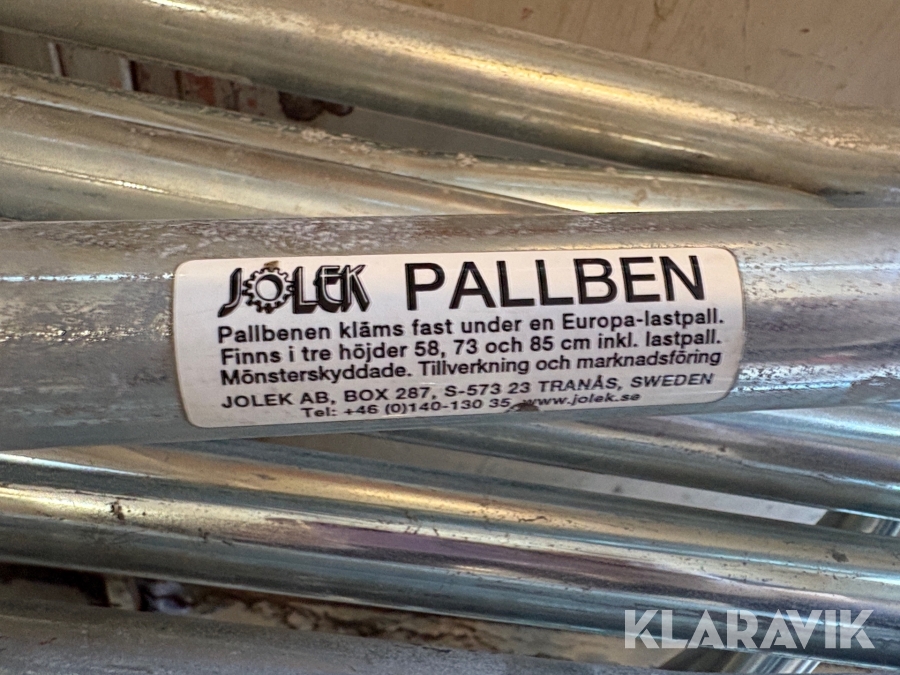 JOLEK PALLBEN
Pallbenen kläms fast under en Europa-lastpall.
Finns i tre höjder 58, 73 och 85 cm inkl. lastpall.
Mönsterskyddade. Tillverkning och marknadsföring
JOLEK AB, BOX 287, S-573 23 TRANÅS, SWEDEN
Tel: +46 (0)140-130 35, www.jolek.se
KLARAVIK